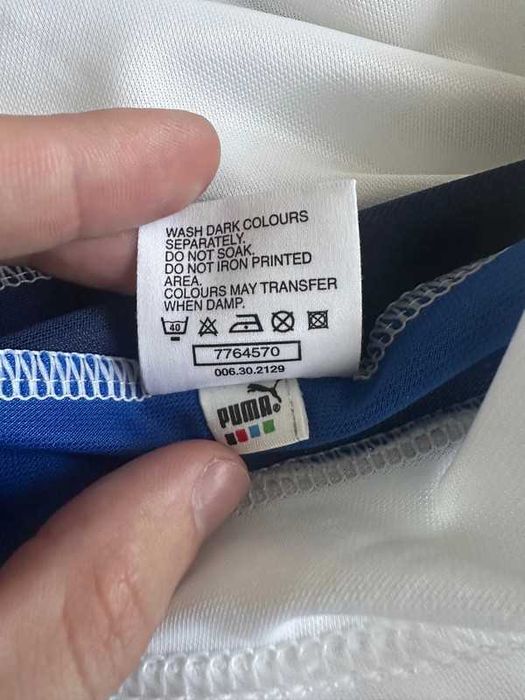 WASH DARK COLOURS
SEPARATELY.
DO NOT SOAK.
DO NOT IRON PRINTED
AREA.
COLOURS MAY TRANSFER
WHEN DAMP.
40
7764570
006.30.2129
PUMA®